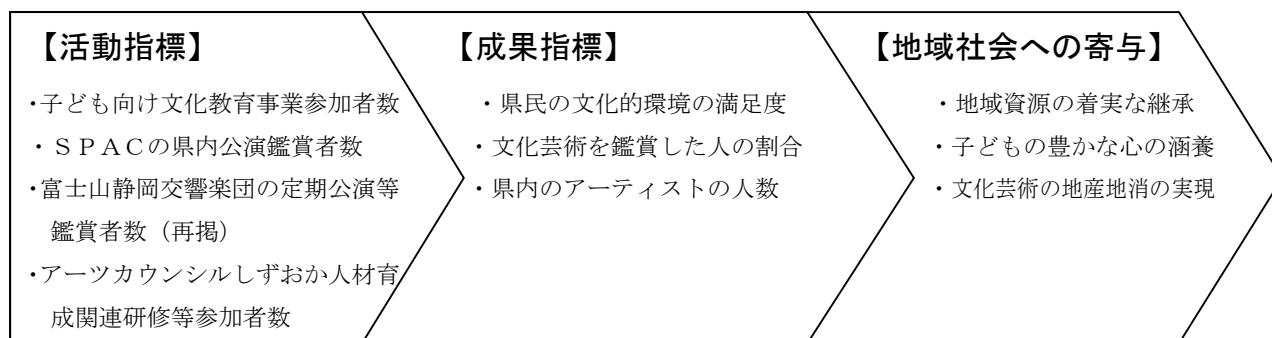 【活動指標】
・子ども向け文化教育事業参加者数
・ＳＰＡＣの県内公演鑑賞者数
・富士山静岡交響楽団の定期公演等
鑑賞者数（再掲）
・アーツカウンシルしずおか人材育
成関連研修等参加者数
【成果指標】
・県民の文化的環境の満足度
・文化芸術を鑑賞した人の割合
・県内のアーティストの人数
【地域社会への寄与】
・地域資源の着実な継承
・子どもの豊かな心の涵養
・文化芸術の地産地消の実現